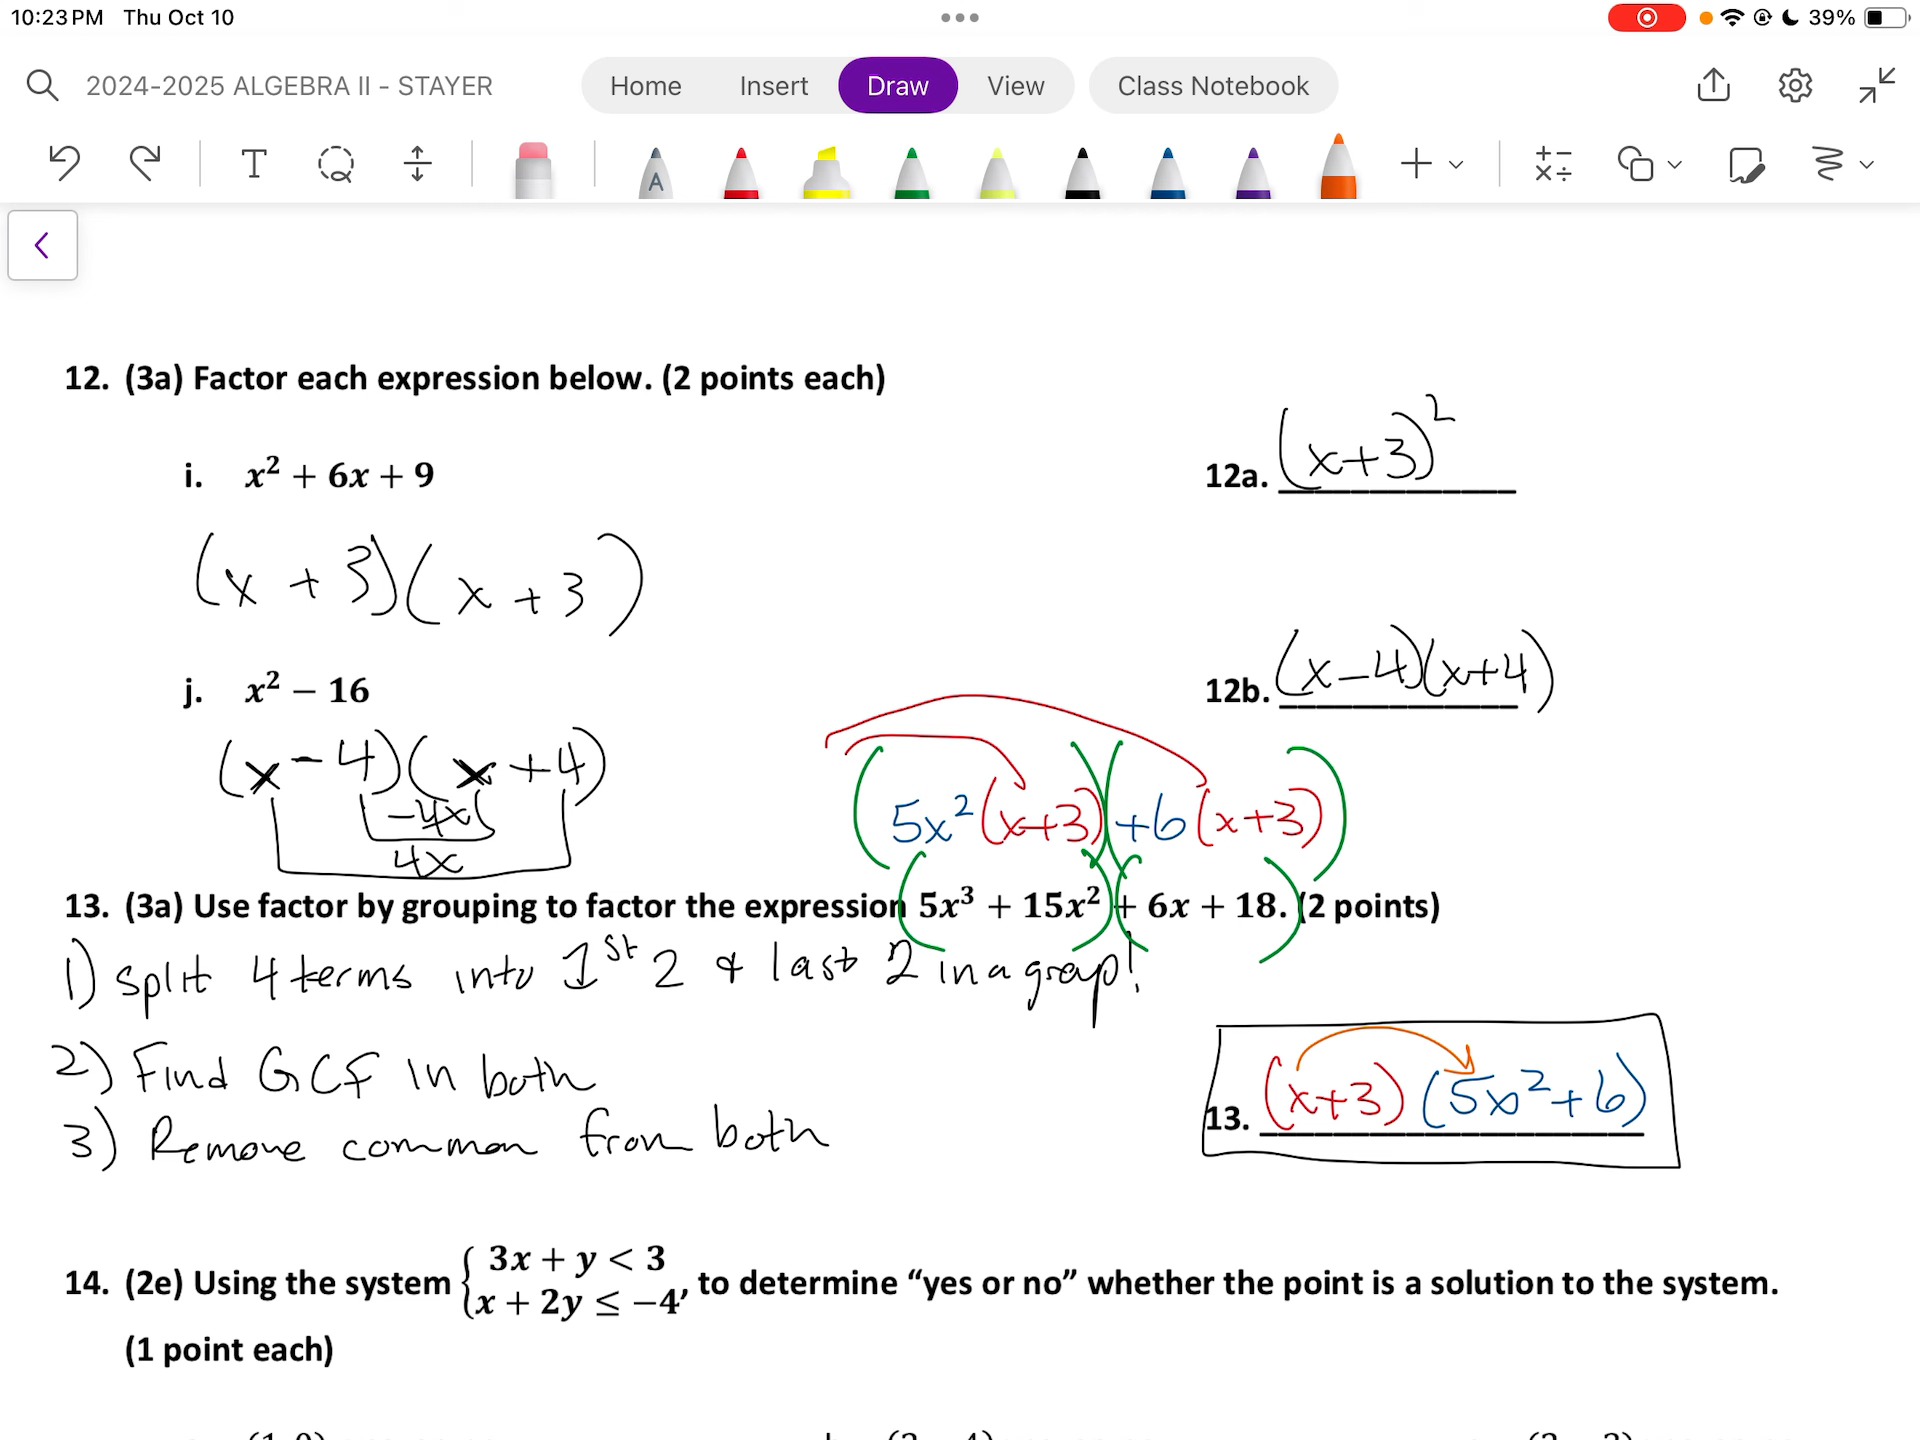 10:23 PM Thu Oct 10 39%
2024-2025 ALGEBRA II - STAYER Home Insert Draw View Class Notebook
T A
12. (3a) Factor each expression below. (2 points each)
i. x² + 6x + 9 12a. (x+3)²
(x + 3)(x + 3)
j. x² − 16 12b. (x−4)(x+4)
(x − 4)(x + 4)
−4x
4x
5x²(x+3) +6(x+3)
13. (3a) Use factor by grouping to factor the expression 5x³ + 15x² + 6x + 18. (2 points)
1) split 4 terms into 1st 2 & last 2 in a group!
2) Find GCF in both
3) Remove common from both
13. (x+3)(5x²+6)
14. (2e) Using the system { 3x + y < 3
x + 2y ≤ −4, to determine “yes or no” whether the point is a solution to the system.
(1 point each)